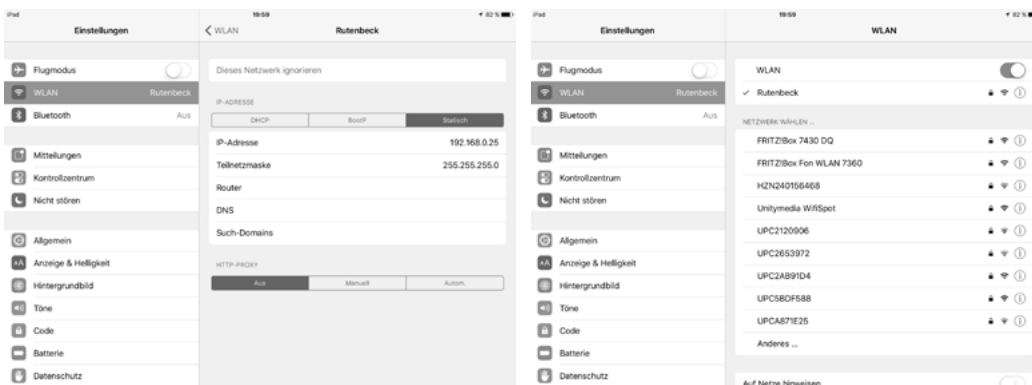 iPad 19:59 82 %
Einstellungen
Flugmodus
WLAN Rutenbeck
Bluetooth Aus
Mitteilungen
Kontrollzentrum
Nicht stören
Allgemein
Anzeige & Helligkeit
Hintergrundbild
Töne
Code
Batterie
Datenschutz
WLAN Rutenbeck
Dieses Netzwerk ignorieren
IP-ADRESSE
DHCP BootP Statisch
IP-Adresse 192.168.0.25
Teilnetzmaske 255.255.255.0
Router
DNS
Such-Domains
HTTP-PROXY
Aus Manuell Autom.
iPad 19:59 82 %
Einstellungen
Flugmodus
WLAN Rutenbeck
Bluetooth Aus
Mitteilungen
Kontrollzentrum
Nicht stören
Allgemein
Anzeige & Helligkeit
Hintergrundbild
Töne
Code
Batterie
Datenschutz
WLAN
WLAN
Rutenbeck
NETZWERK WÄHLEN ...
FRITZ!Box 7430 DQ
FRITZ!Box Fon WLAN 7360
HZN240156468
Unitymedia WifiSpot
UPC2120906
UPC2653972
UPC2AB91D4
UPC5BDF588
UPCA871E25
Anderes ...
Auf Netze hinweisen